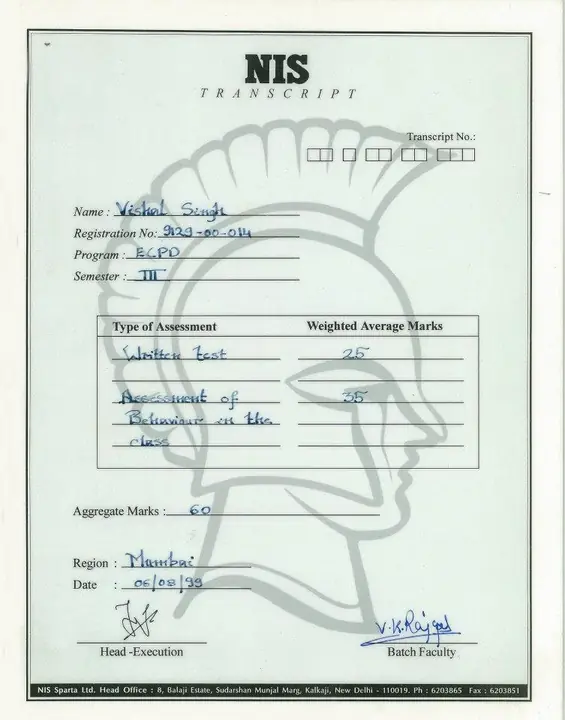 NIS
TRANSCRIPT
Transcript No.:
Name : Vishal Singh
Registration No: 9129-00-014
Program : ECPD
Semester : III
Type of Assessment Weighted Average Marks
Written test 25
Assessment of 35
Behaviour in the
class
Aggregate Marks : 60
Region : Mumbai
Date : 06/08/99
V.K.Rajpal
Head -Execution Batch Faculty
NIS Sparta Ltd. Head Office : 8, Balaji Estate, Sudarshan Munjal Marg, Kalkaji, New Delhi - 110019. Ph : 6203865 Fax : 6203851